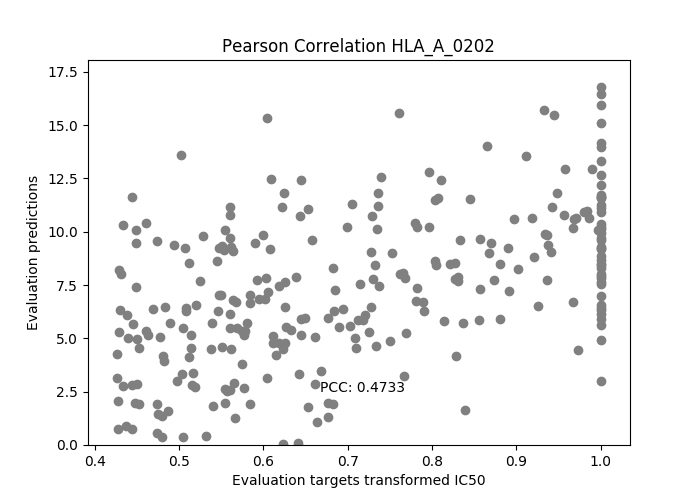 Pearson Correlation HLA_A_0202
17.5
15.0
12.5
10.0
7.5
5.0
2.5
0.0
Evaluation predictions
PCC: 0.4733
0.4 0.5 0.6 0.7 0.8 0.9 1.0
Evaluation targets transformed IC50